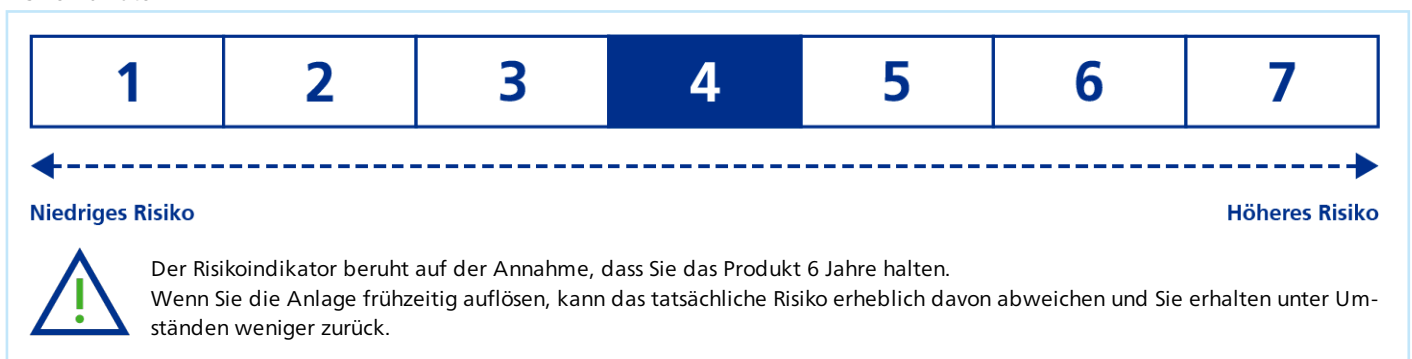 1 2 3 4 5 6 7
Niedriges Risiko Höheres Risiko
!
Der Risikoindikator beruht auf der Annahme, dass Sie das Produkt 6 Jahre halten.
Wenn Sie die Anlage frühzeitig auflösen, kann das tatsächliche Risiko erheblich davon abweichen und Sie erhalten unter Um-
ständen weniger zurück.